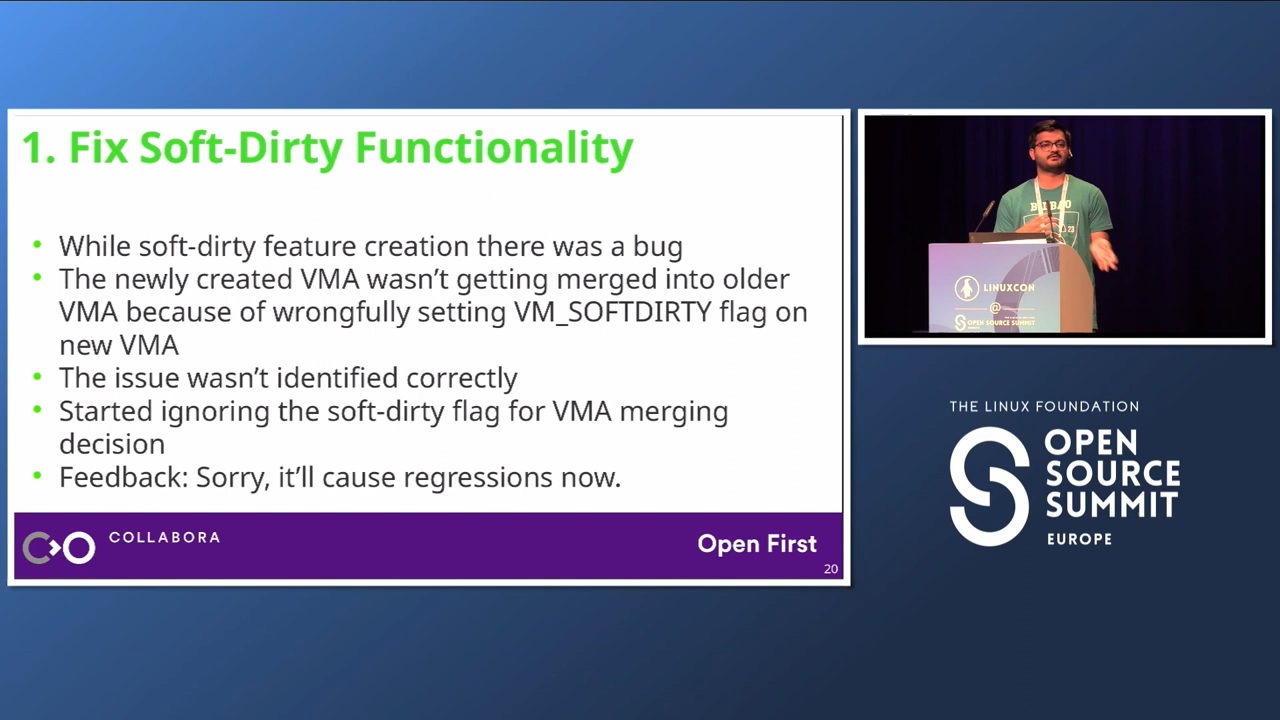 1. Fix Soft-Dirty Functionality
• While soft-dirty feature creation there was a bug
• The newly created VMA wasn’t getting merged into older
VMA because of wrongfully setting VM_SOFTDIRTY flag on
new VMA
• The issue wasn’t identified correctly
• Started ignoring the soft-dirty flag for VMA merging
decision
• Feedback: Sorry, it’ll cause regressions now.
COLLABORA
Open First
20
BILBAO
23
LINUXCON
@
OPEN SOURCE SUMMIT
THE LINUX FOUNDATION
OPEN
SOURCE
SUMMIT
EUROPE